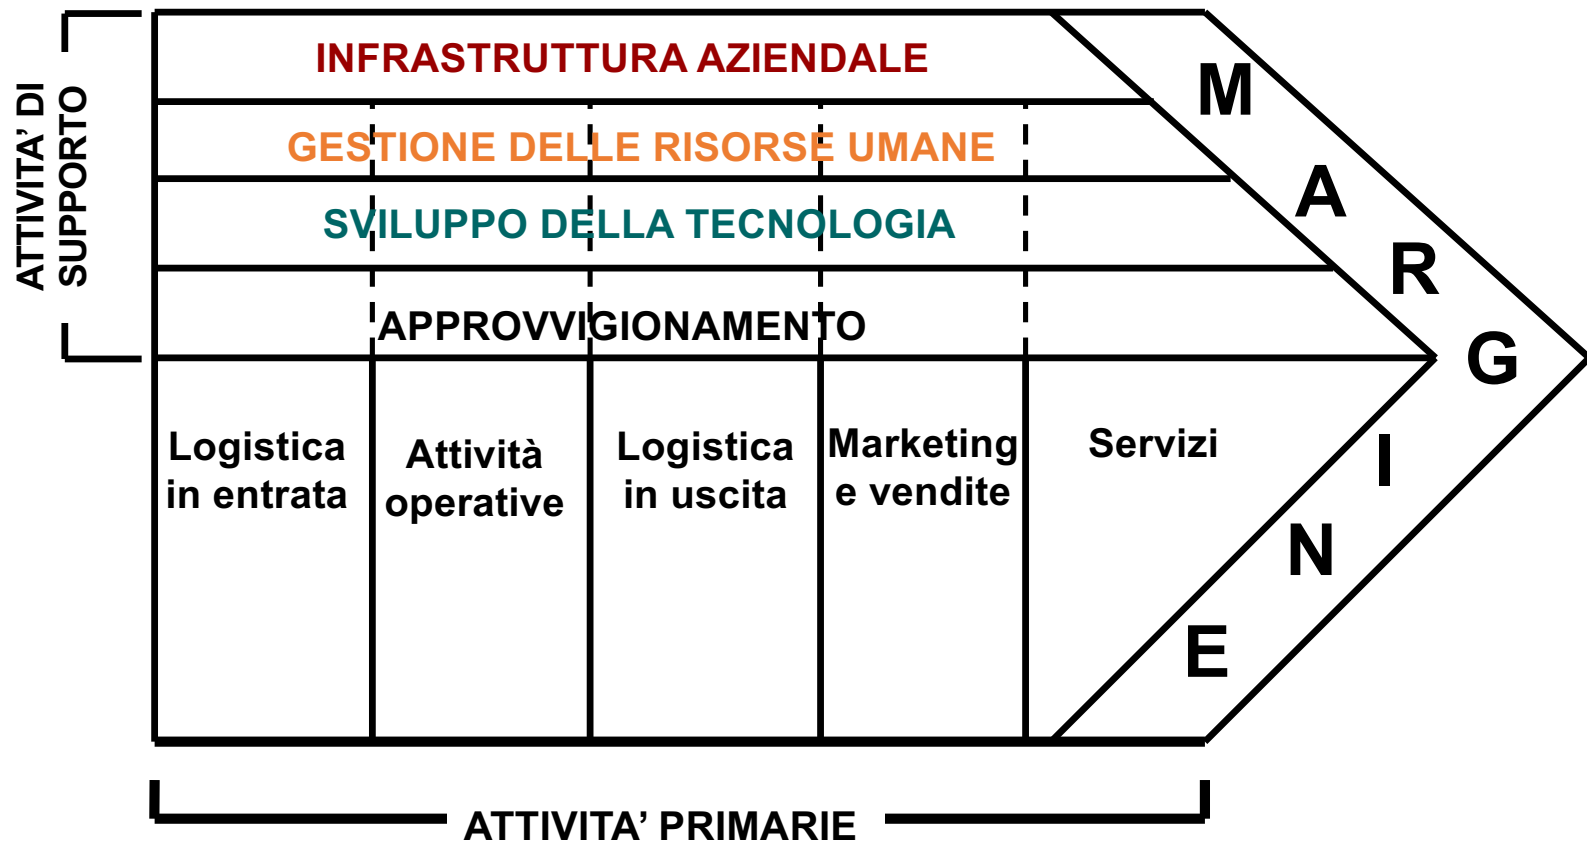 ATTIVITA’ DI
SUPPORTO
INFRASTRUTTURA AZIENDALE
GESTIONE DELLE RISORSE UMANE
SVILUPPO DELLA TECNOLOGIA
APPROVVIGIONAMENTO
Logistica
in entrata
Attività
operative
Logistica
in uscita
Marketing
e vendite
Servizi
MARGINE
ATTIVITA’ PRIMARIE